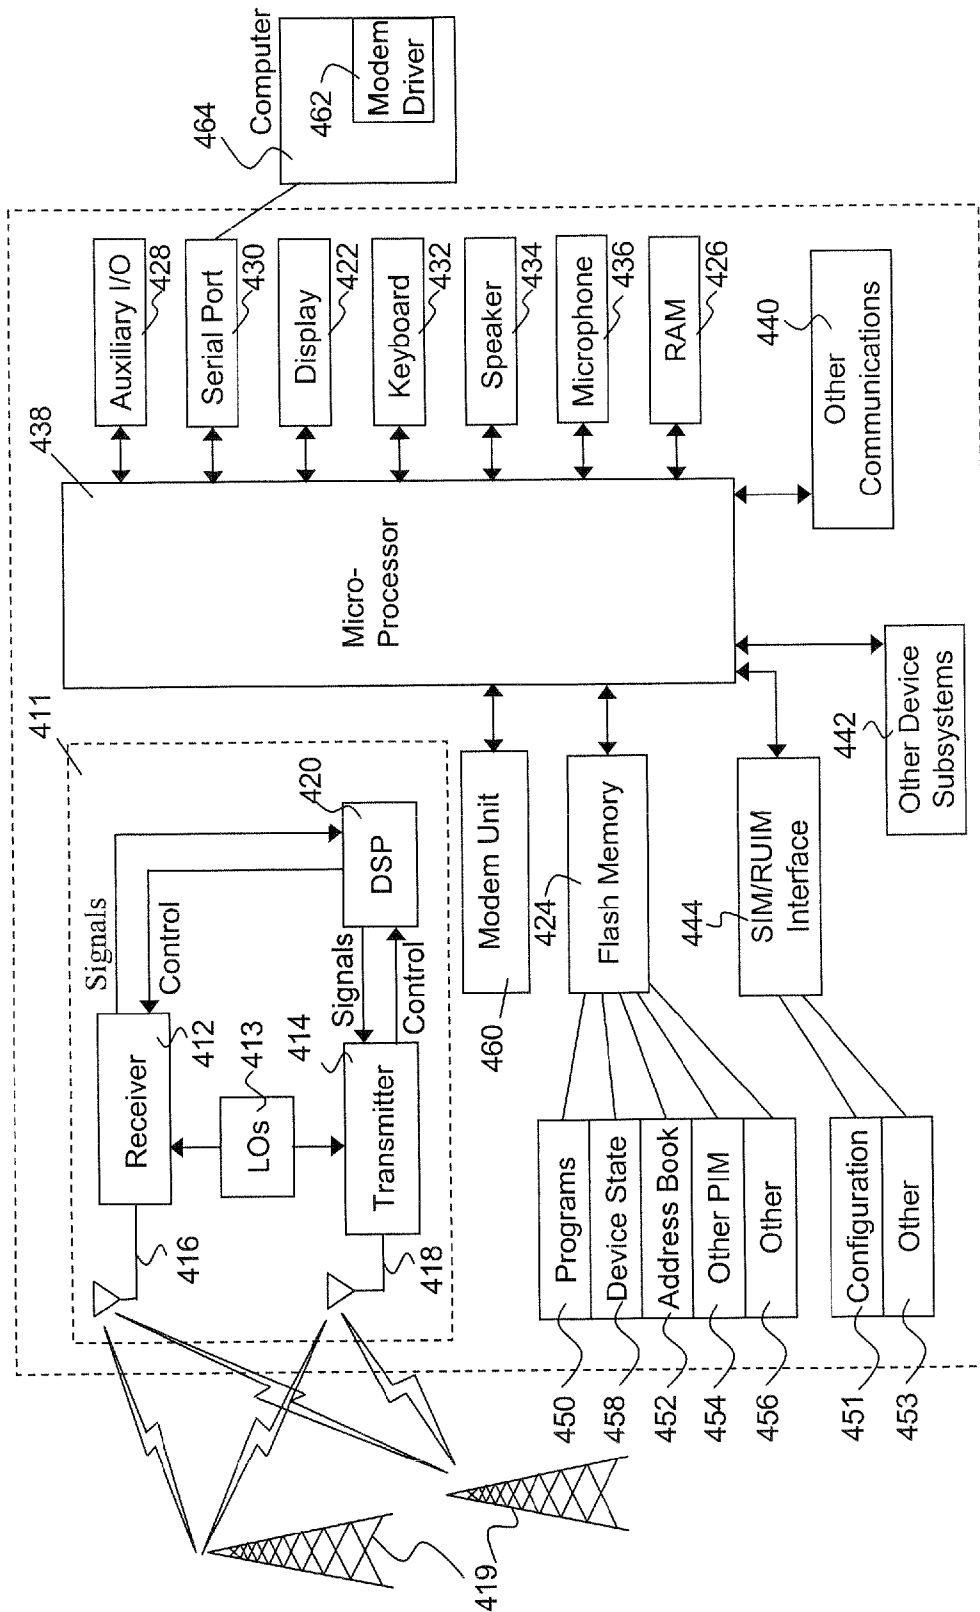 411
Signals
Control
Receiver
412
416
LOs
413
414
Signals
Control
DSP
420
Transmitter
418
419
438
Micro-
Processor
Auxiliary I/O
428
Serial Port
430
Display
422
Keyboard
432
Speaker
434
Microphone
436
RAM
426
464
Computer
462
Modem
Driver
Modem Unit
460
424
Flash Memory
444
SIM/RUIM
Interface
442
Other Device
Subsystems
440
Other
Communications
450
Programs
458
Device State
452
Address Book
454
Other PIM
456
Other
451
Configuration
453
Other